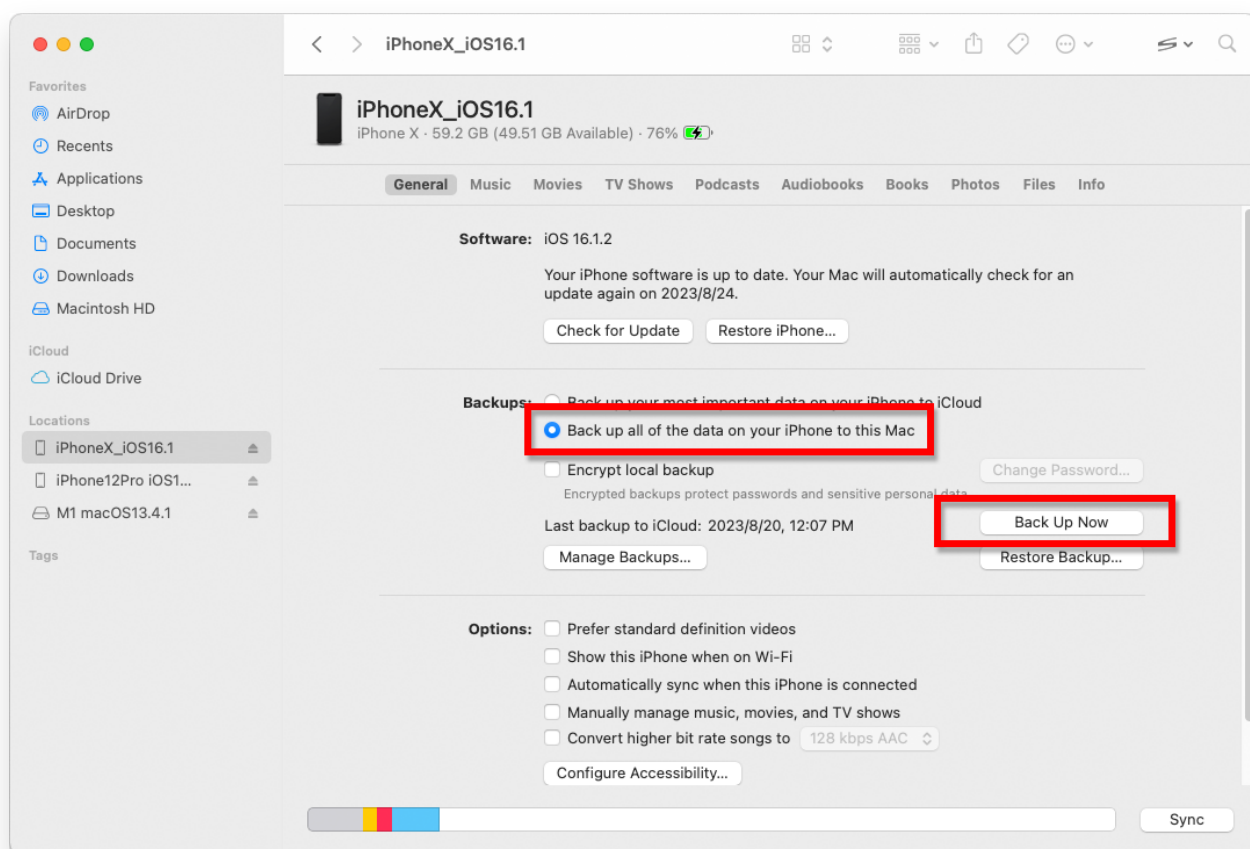 iPhoneX_iOS16.1
Favorites
AirDrop
Recents
Applications
Desktop
Documents
Downloads
Macintosh HD
iCloud
iCloud Drive
Locations
iPhoneX_iOS16.1
iPhone12Pro iOS1...
M1 macOS13.4.1
Tags
iPhoneX_iOS16.1
iPhone X · 59.2 GB (49.51 GB Available) · 76%
General Music Movies TV Shows Podcasts Audiobooks Books Photos Files Info
Software: iOS 16.1.2
Your iPhone software is up to date. Your Mac will automatically check for an
update again on 2023/8/24.
Check for Update Restore iPhone...
Backups: Back up your most important data on your iPhone to iCloud
Back up all of the data on your iPhone to this Mac
Encrypt local backup Change Password...
Encrypted backups protect passwords and sensitive personal data.
Last backup to iCloud: 2023/8/20, 12:07 PM Back Up Now
Manage Backups... Restore Backup...
Options: Prefer standard definition videos
Show this iPhone when on Wi-Fi
Automatically sync when this iPhone is connected
Manually manage music, movies, and TV shows
Convert higher bit rate songs to 128 kbps AAC
Configure Accessibility...
Sync